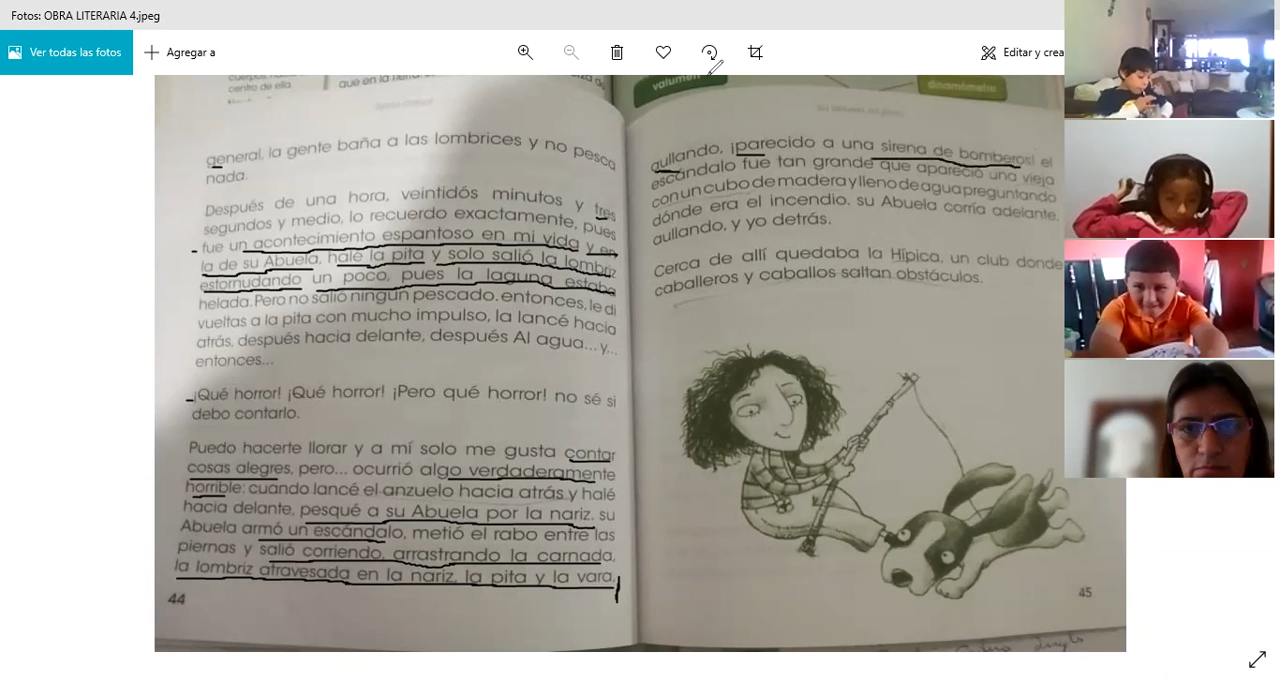 Fotos: OBRA LITERARIA 4.jpeg
Ver todas las fotos
Agregar a
Editar y crea
centro de ella
que en la
valumen
dinamómetro
general, la gente baña a las lombrices y no pesca
nada.
Después de una hora, veintidós minutos y tres
segundos y medio, lo recuerdo exactamente, pues
fue un acontecimiento espantoso en mi vida y en
la de su Abuela, halé la pita y solo salió la lombriz
estornudando un poco, pues la laguna estaba
helada. Pero no salió ningún pescado. entonces, le di
vueltas a la pita con mucho impulso, la lancé hacia
atrás, después hacia delante, después Al agua... y...
entonces...
¡Qué horror! ¡Qué horror! ¡Pero qué horror! no sé si
debo contarlo.
Puedo hacerte llorar y a mí solo me gusta contar
cosas alegres, pero... ocurrió algo verdaderamente
horrible: cuando lancé el anzuelo hacia atrás y halé
hacia delante, pesqué a su Abuela por la nariz. su
Abuela armó un escándalo, metió el rabo entre las
piernas y salió corriendo, arrastrando la carnada,
la lombriz atravesada en la nariz, la pita y la vara,
44
aullando, ¡parecido a una sirena de bomberos! el
escándalo fue tan grande que apareció una vieja
con un cubo de madera y lleno de agua preguntando
dónde era el incendio. su Abuela corría adelante,
aullando, y yo detrás.
Cerca de allí quedaba la Hípica, un club donde
caballeros y caballos saltan obstáculos.
45